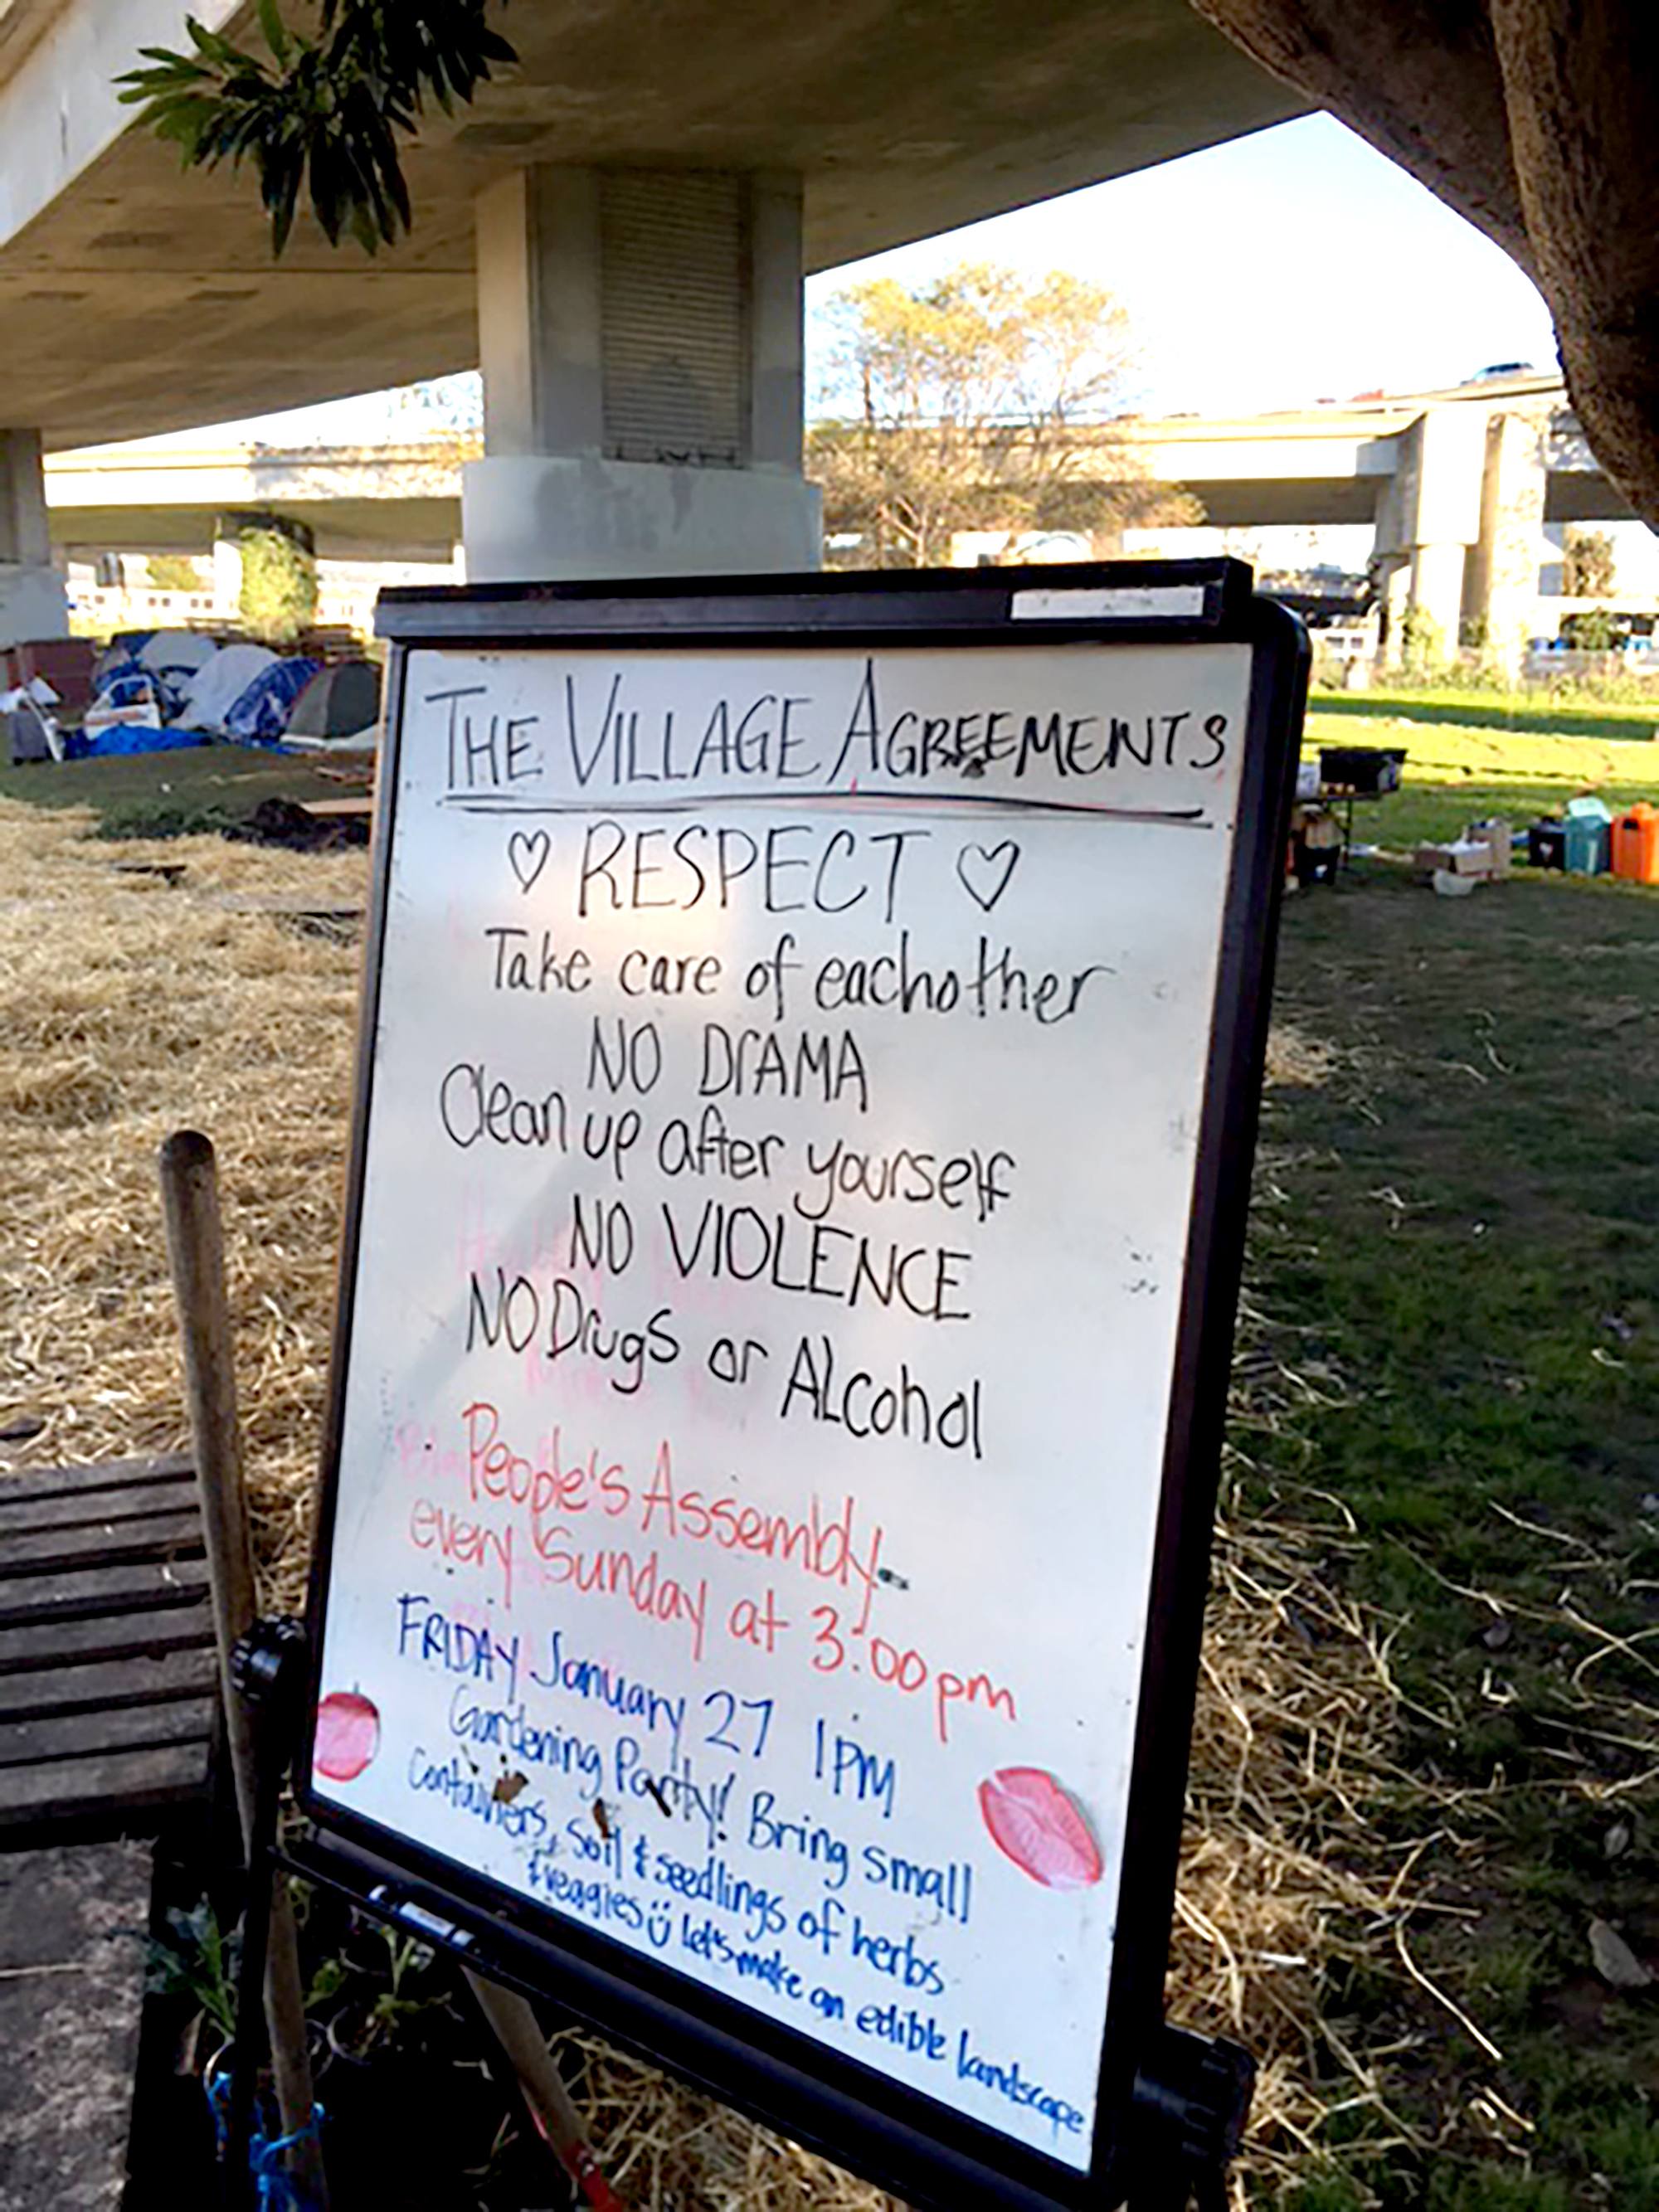 THE VILLAGE AGREEMENTS
♡ RESPECT ♡
Take care of eachother
NO DrAMA
Clean up after yourself
NO VIOLENCE
NO Drugs or ALcohol
People's Assembly-
every Sunday at 3:00pm
FRIDAY January 27 1PM
Gardening Party! Bring small
Containers, Soil & seedlings of herbs
& veggies ü let's make an edible landscape